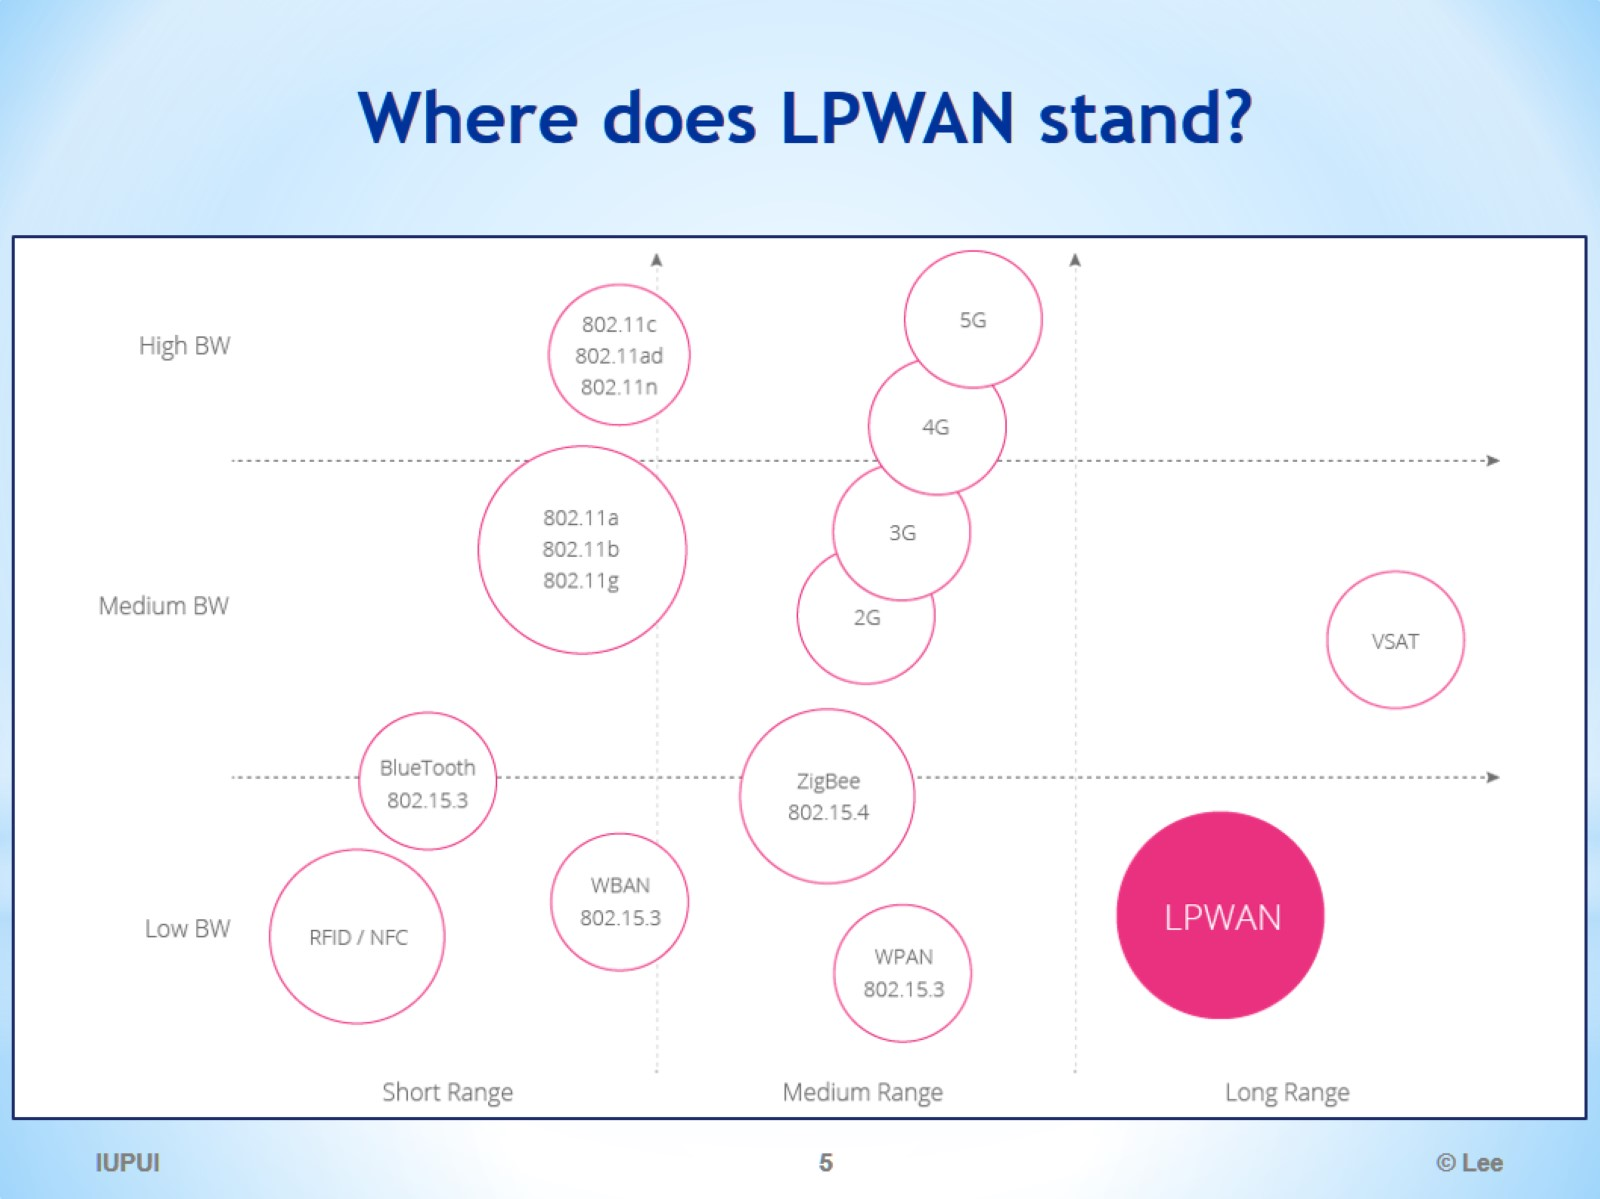 Where does LPWAN stand?
High BW
802.11c
802.11ad
802.11n
5G
4G
Medium BW
802.11a
802.11b
802.11g
3G
2G
VSAT
BlueTooth
802.15.3
ZigBee
802.15.4
Low BW
RFID / NFC
WBAN
802.15.3
WPAN
802.15.3
LPWAN
Short Range
Medium Range
Long Range
IUPUI
5
© Lee